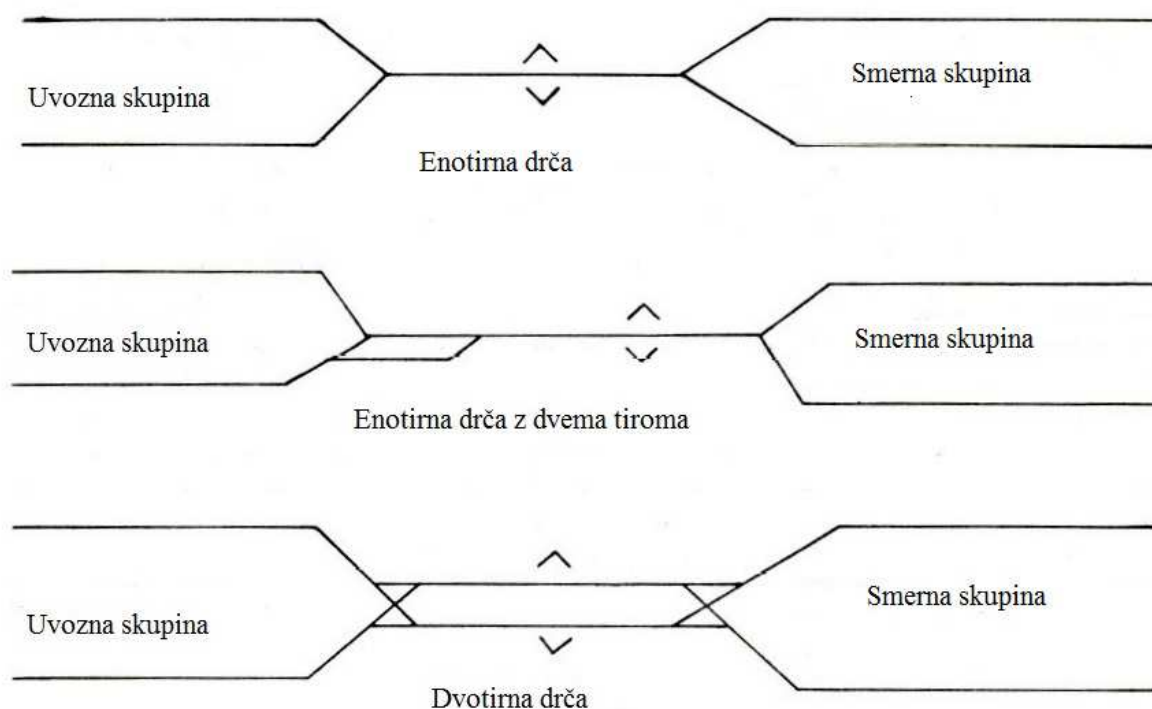 Uvozna skupina
Smerna skupina
Enotirna drča
Uvozna skupina
Smerna skupina
Enotirna drča z dvema tiroma
Uvozna skupina
Smerna skupina
Dvotirna drča